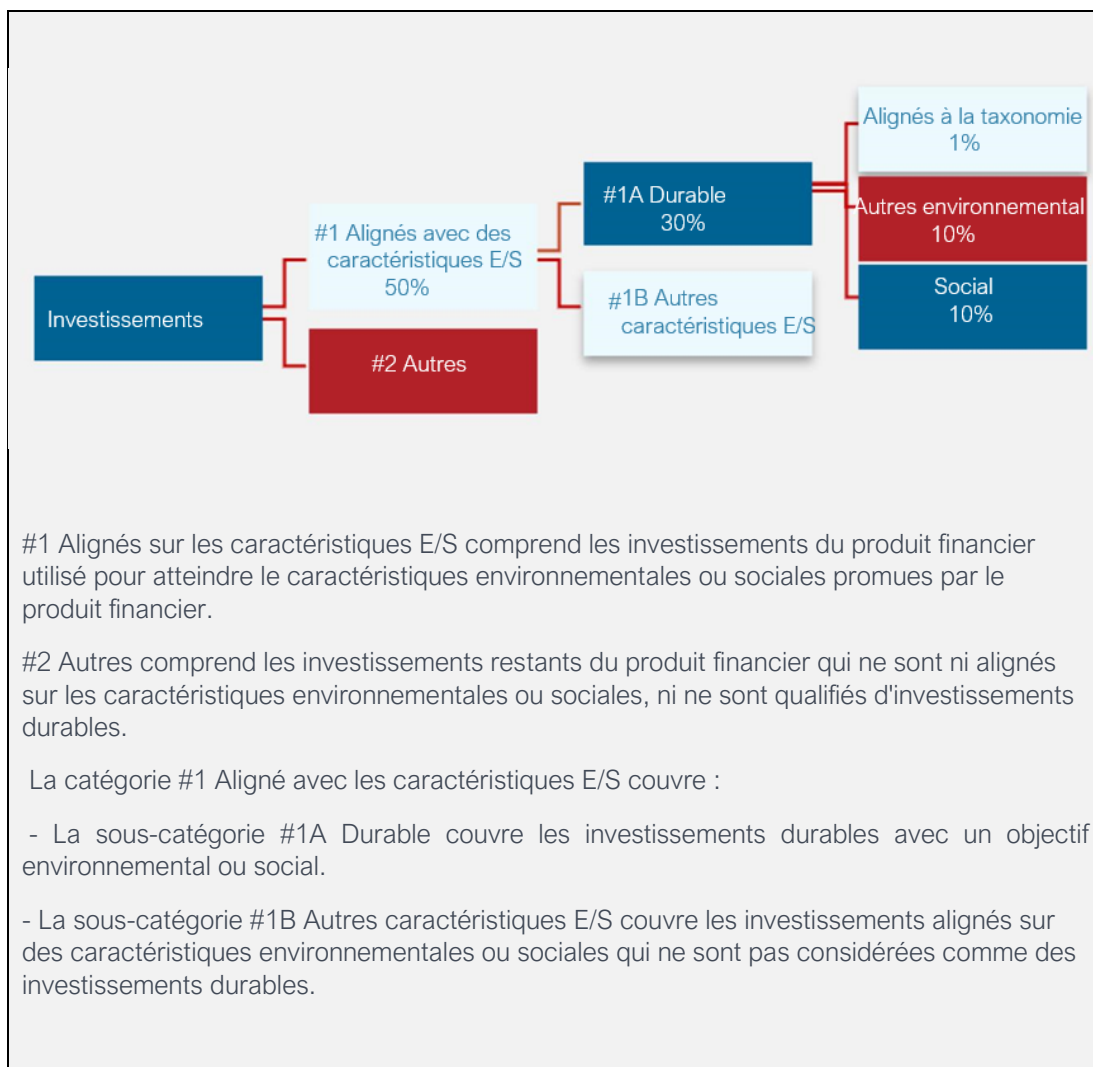 Alignés à la taxonomie
1%
#1A Durable
30%
Autres environnemental
10%
#1 Alignés avec des
caractéristiques E/S
50%
Social
10%
#1B Autres
caractéristiques E/S
Investissements
#2 Autres
#1 Alignés sur les caractéristiques E/S comprend les investissements du produit financier
utilisé pour atteindre le caractéristiques environnementales ou sociales promues par le
produit financier.
#2 Autres comprend les investissements restants du produit financier qui ne sont ni alignés
sur les caractéristiques environnementales ou sociales, ni ne sont qualifiés d'investissements
durables.
La catégorie #1 Aligné avec les caractéristiques E/S couvre :
- La sous-catégorie #1A Durable couvre les investissements durables avec un objectif
environnemental ou social.
- La sous-catégorie #1B Autres caractéristiques E/S couvre les investissements alignés sur
des caractéristiques environnementales ou sociales qui ne sont pas considérées comme des
investissements durables.